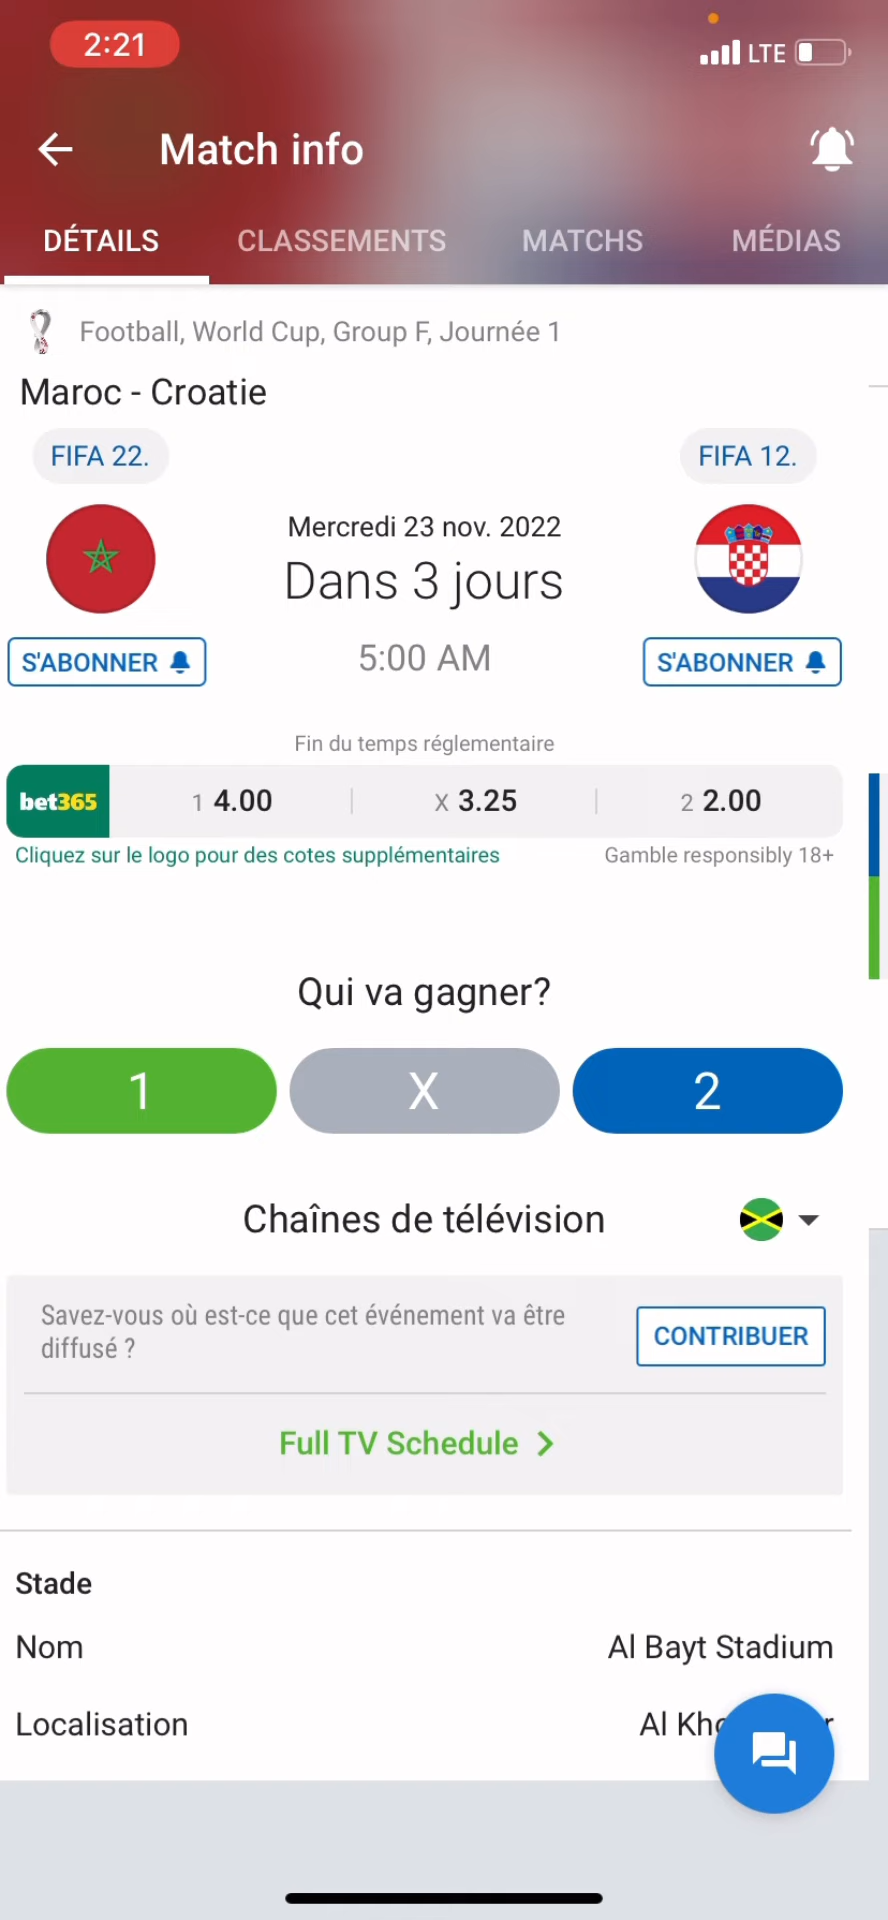 2:21
LTE
Match info
DÉTAILS
CLASSEMENTS
MATCHS
MÉDIAS
Football, World Cup, Group F, Journée 1
Maroc - Croatie
FIFA 22.
FIFA 12.
Mercredi 23 nov. 2022
Dans 3 jours
5:00 AM
S'ABONNER
S'ABONNER
Fin du temps réglementaire
bet365
1 4.00
X 3.25
2 2.00
Cliquez sur le logo pour des cotes supplémentaires
Gamble responsibly 18+
Qui va gagner?
1
X
2
Chaînes de télévision
Savez-vous où est-ce que cet événement va être
diffusé ?
CONTRIBUER
Full TV Schedule
Stade
Nom
Al Bayt Stadium
Localisation
Al